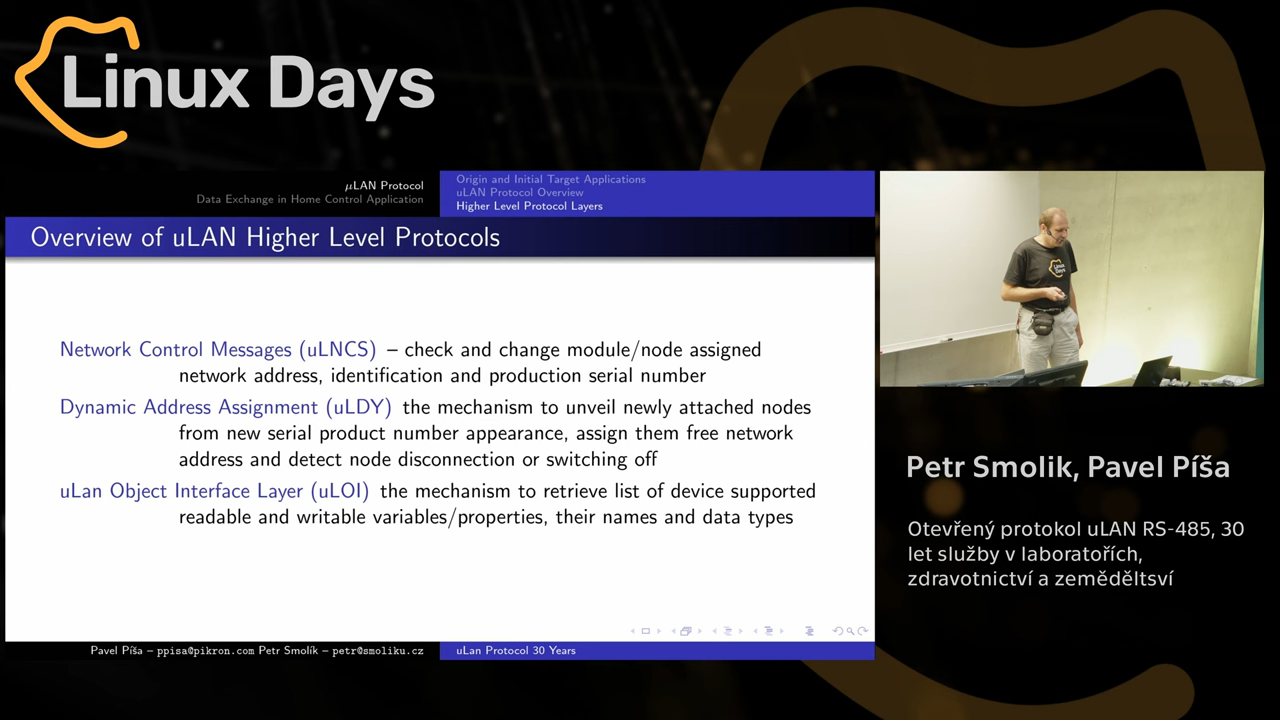 Linux Days
μLAN Protocol
Data Exchange in Home Control Application
Origin and Initial Target Applications
uLAN Protocol Overview
Higher Level Protocol Layers
Overview of uLAN Higher Level Protocols
Network Control Messages (uLNCS) – check and change module/node assigned
network address, identification and production serial number
Dynamic Address Assignment (uLDY) the mechanism to unveil newly attached nodes
from new serial product number appearance, assign them free network
address and detect node disconnection or switching off
uLan Object Interface Layer (uLOI) the mechanism to retrieve list of device supported
readable and writable variables/properties, their names and data types
Pavel Píša – ppisa@pikron.com Petr Smolík – petr@smoliku.cz
uLan Protocol 30 Years
Linux
Days
Petr Smolik, Pavel Píša
Otevřený protokol uLAN RS-485, 30
let služby v laboratořích,
zdravotnictví a zeměděltsví